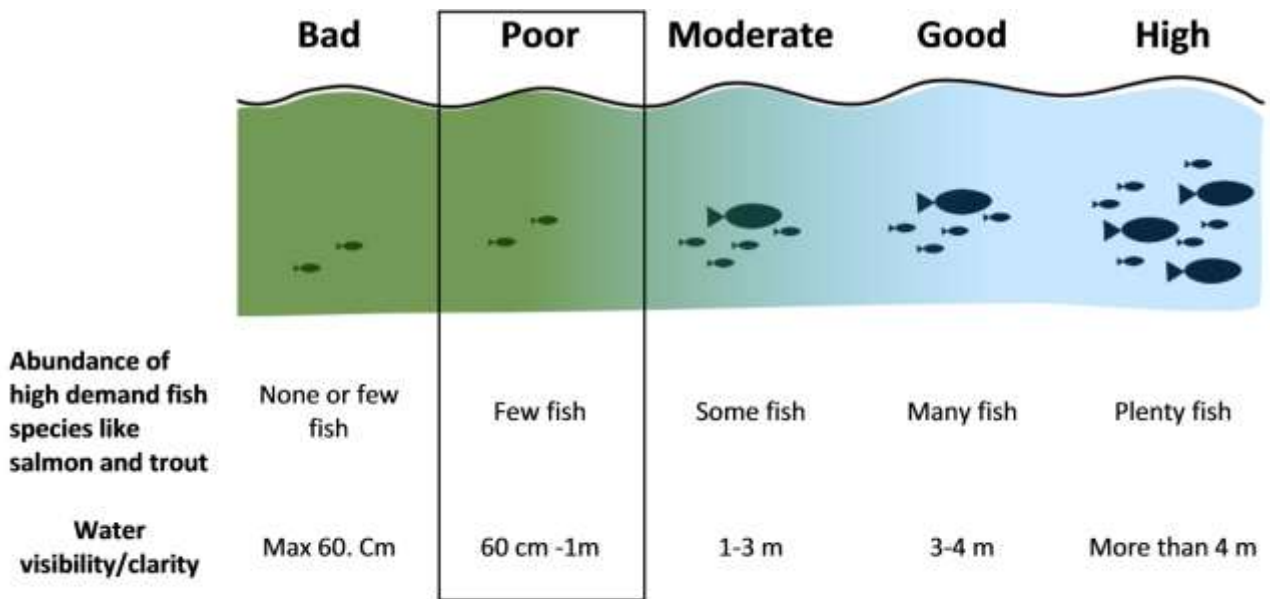 Bad Poor Moderate Good High
Abundance of
high demand fish
species like
salmon and trout
None or few
fish
Few fish
Some fish
Many fish
Plenty fish
Water
visibility/clarity
Max 60. Cm
60 cm -1m
1-3 m
3-4 m
More than 4 m